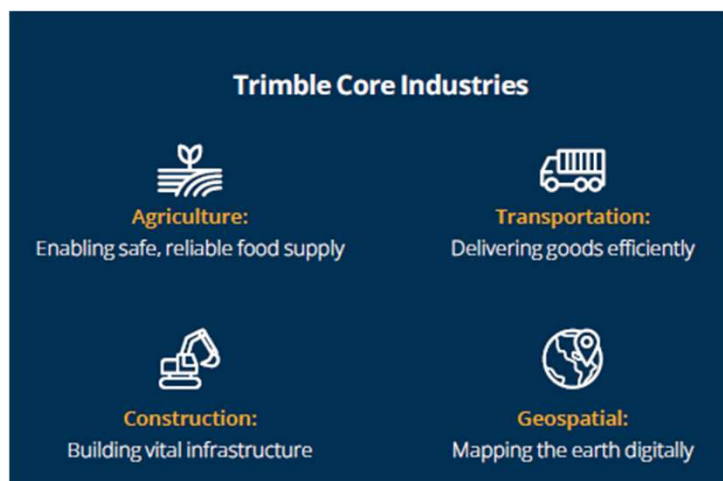 Trimble Core Industries
Agriculture:
Enabling safe, reliable food supply
Transportation:
Delivering goods efficiently
Construction:
Building vital infrastructure
Geospatial:
Mapping the earth digitally